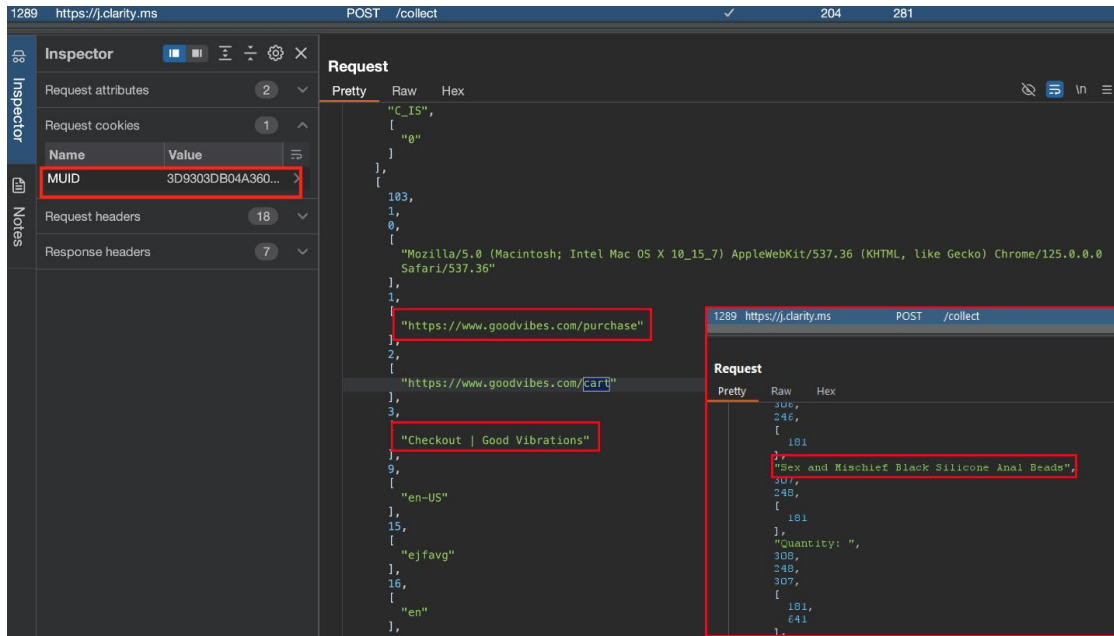 1289 https://j.clarity.ms POST /collect ✓ 204 281
Inspector
Notes
Inspector
Request attributes 2
Request cookies 1
Name Value
MUID 3D9303DB04A360...
Request headers 18
Response headers 7
Request
Pretty Raw Hex
\n
"C_IS",
[
"0"
]
],
[
103,
1,
0,
[
"Mozilla/5.0 (Macintosh; Intel Mac OS X 10_15_7) AppleWebKit/537.36 (KHTML, like Gecko) Chrome/125.0.0.0
Safari/537.36"
],
1,
[
"https://www.goodvibes.com/purchase"
],
2,
[
"https://www.goodvibes.com/cart"
],
3,
[
"Checkout | Good Vibrations"
],
9,
[
"en-US"
],
15,
[
"ejfavg"
],
16,
[
"en"
],
1289 https://j.clarity.ms POST /collect
Request
Pretty Raw Hex
306,
246,
[
181
],
"Sex and Mischief Black Silicone Anal Beads",
307,
248,
[
181
],
"Quantity: ",
308,
248,
307,
[
181,
641
],